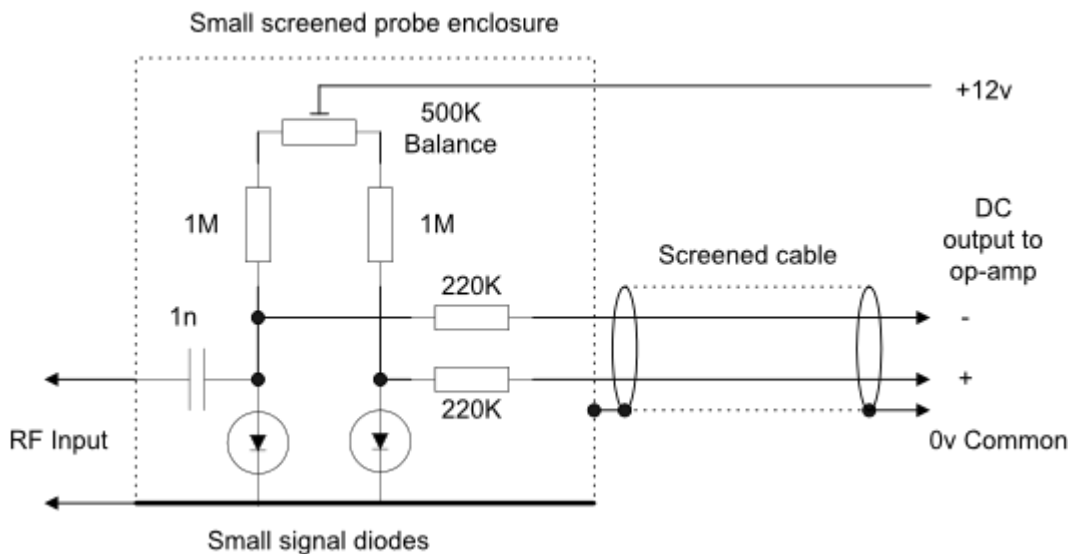 Small screened probe enclosure
+12v
500K
Balance
1M
1M
DC
output to
op-amp
Screened cable
220K
1n
-
+
220K
RF Input
0v Common
Small signal diodes